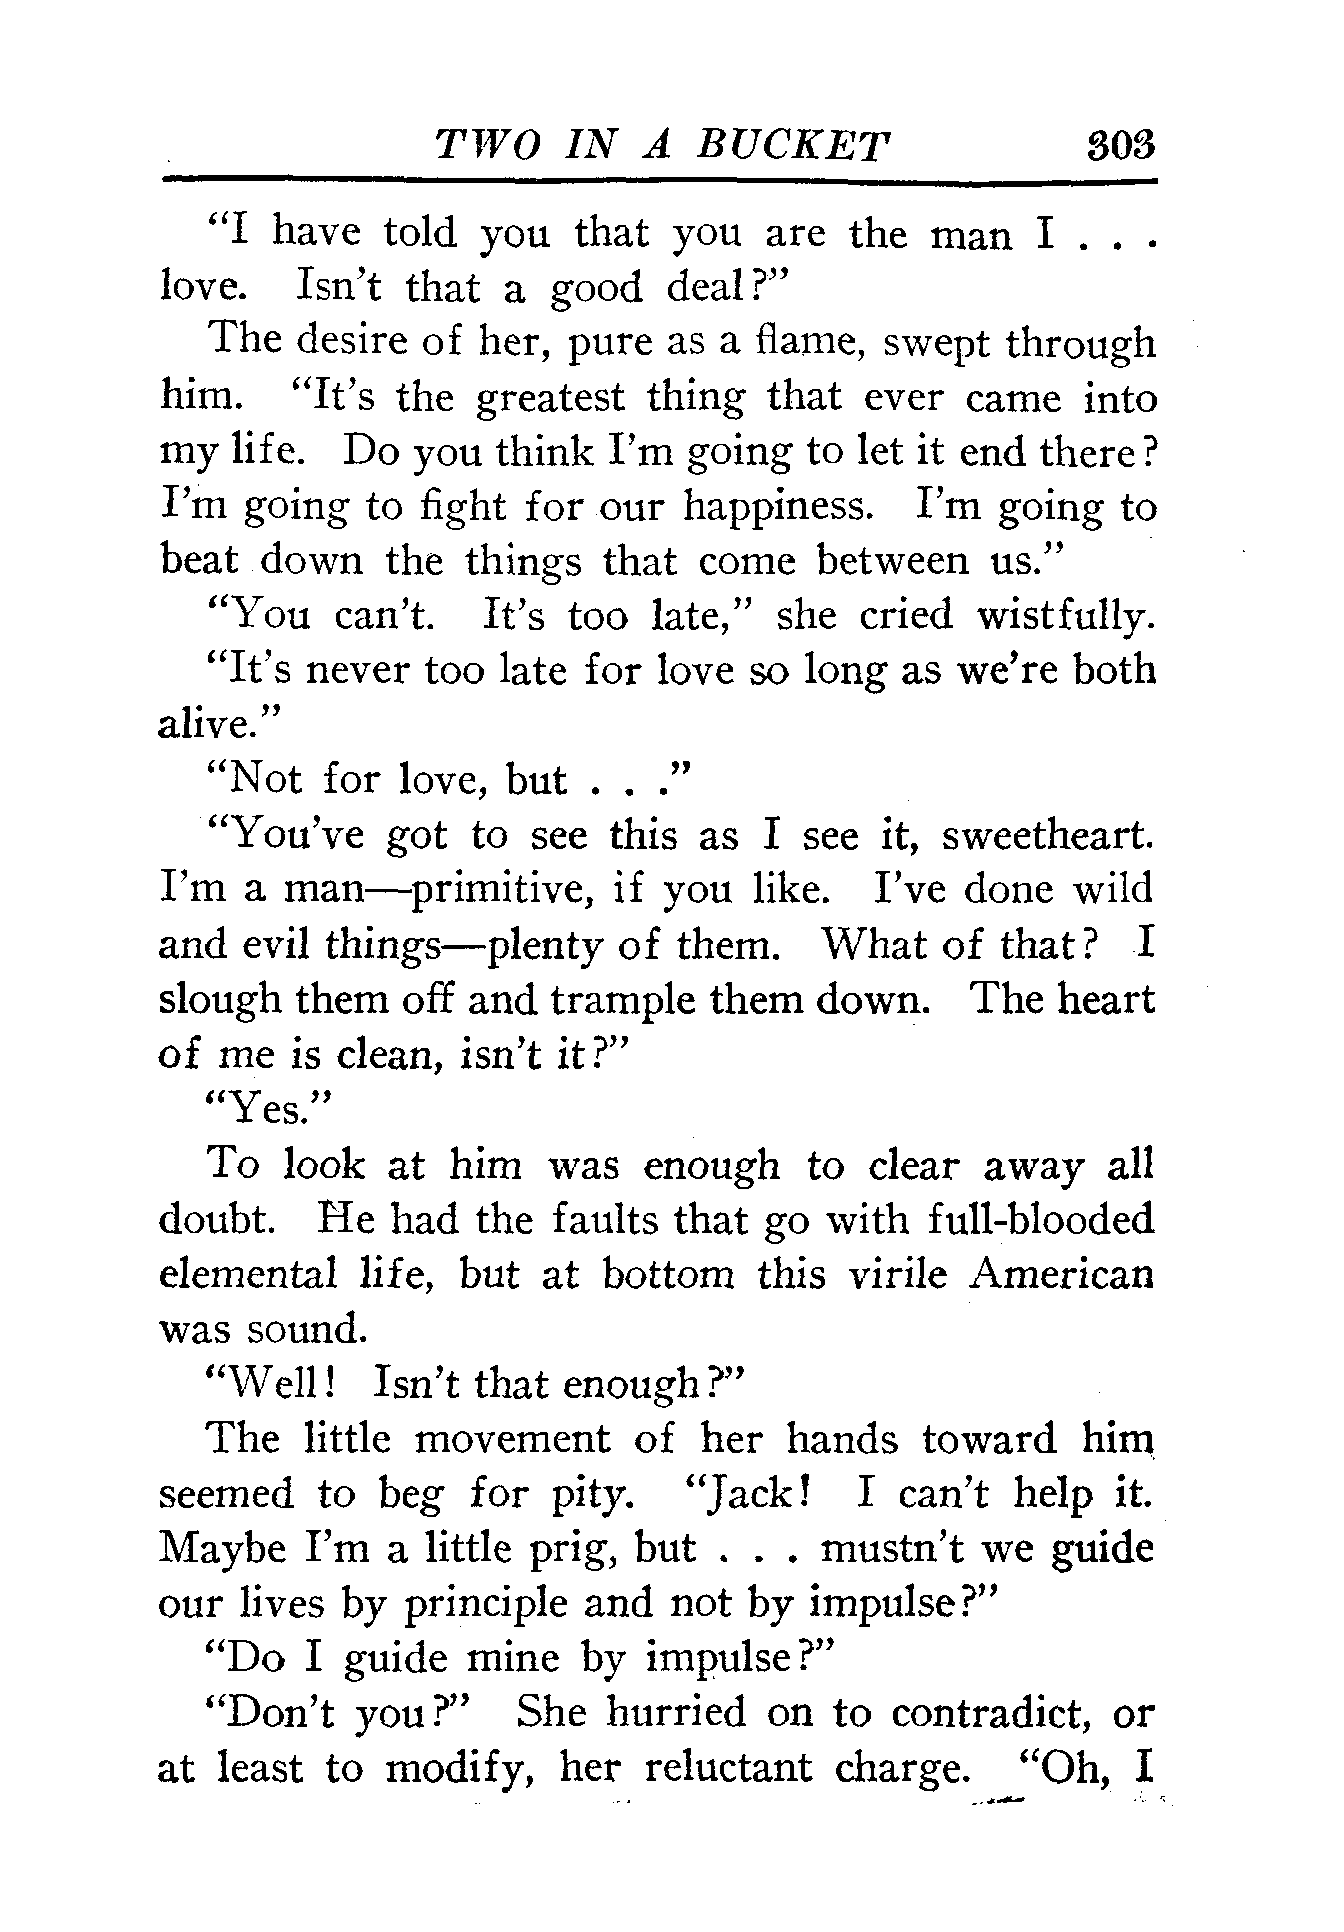 TWO IN A BUCKET 303
“I have told you that you are the man I . . .
love. Isn’t that a good deal?”
The desire of her, pure as a flame, swept through
him. “It’s the greatest thing that ever came into
my life. Do you think I’m going to let it end there?
I’m going to fight for our happiness. I’m going to
beat down the things that come between us.”
“You can’t. It’s too late,” she cried wistfully.
“It’s never too late for love so long as we’re both
alive.”
“Not for love, but . . .”
“You’ve got to see this as I see it, sweetheart.
I’m a man—primitive, if you like. I’ve done wild
and evil things—plenty of them. What of that? I
slough them off and trample them down. The heart
of me is clean, isn’t it?”
“Yes.”
To look at him was enough to clear away all
doubt. He had the faults that go with full-blooded
elemental life, but at bottom this virile American
was sound.
“Well! Isn’t that enough?”
The little movement of her hands toward him
seemed to beg for pity. “Jack! I can’t help it.
Maybe I’m a little prig, but . . . mustn’t we guide
our lives by principle and not by impulse?”
“Do I guide mine by impulse?”
“Don’t you?” She hurried on to contradict, or
at least to modify, her reluctant charge. “Oh, I